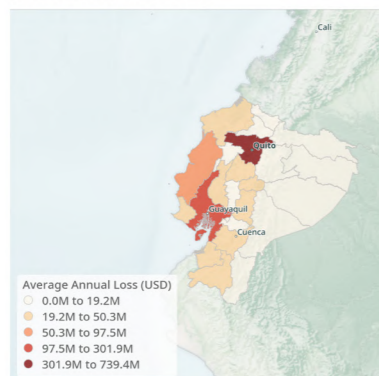 Cali
Quito
Guayaquil
Cuenca
Average Annual Loss (USD)
0.0M to 19.2M
19.2M to 50.3M
50.3M to 97.5M
97.5M to 301.9M
301.9M to 739.4M